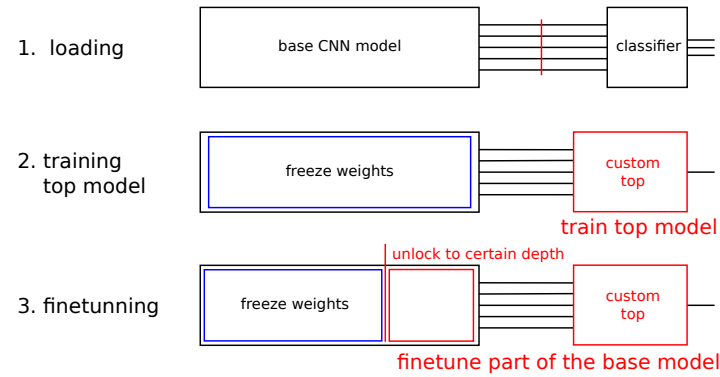 1. loading
base CNN model
classifier
2. training
top model
freeze weights
custom
top
train top model
unlock to certain depth
3. finetunning
freeze weights
custom
top
finetune part of the base model